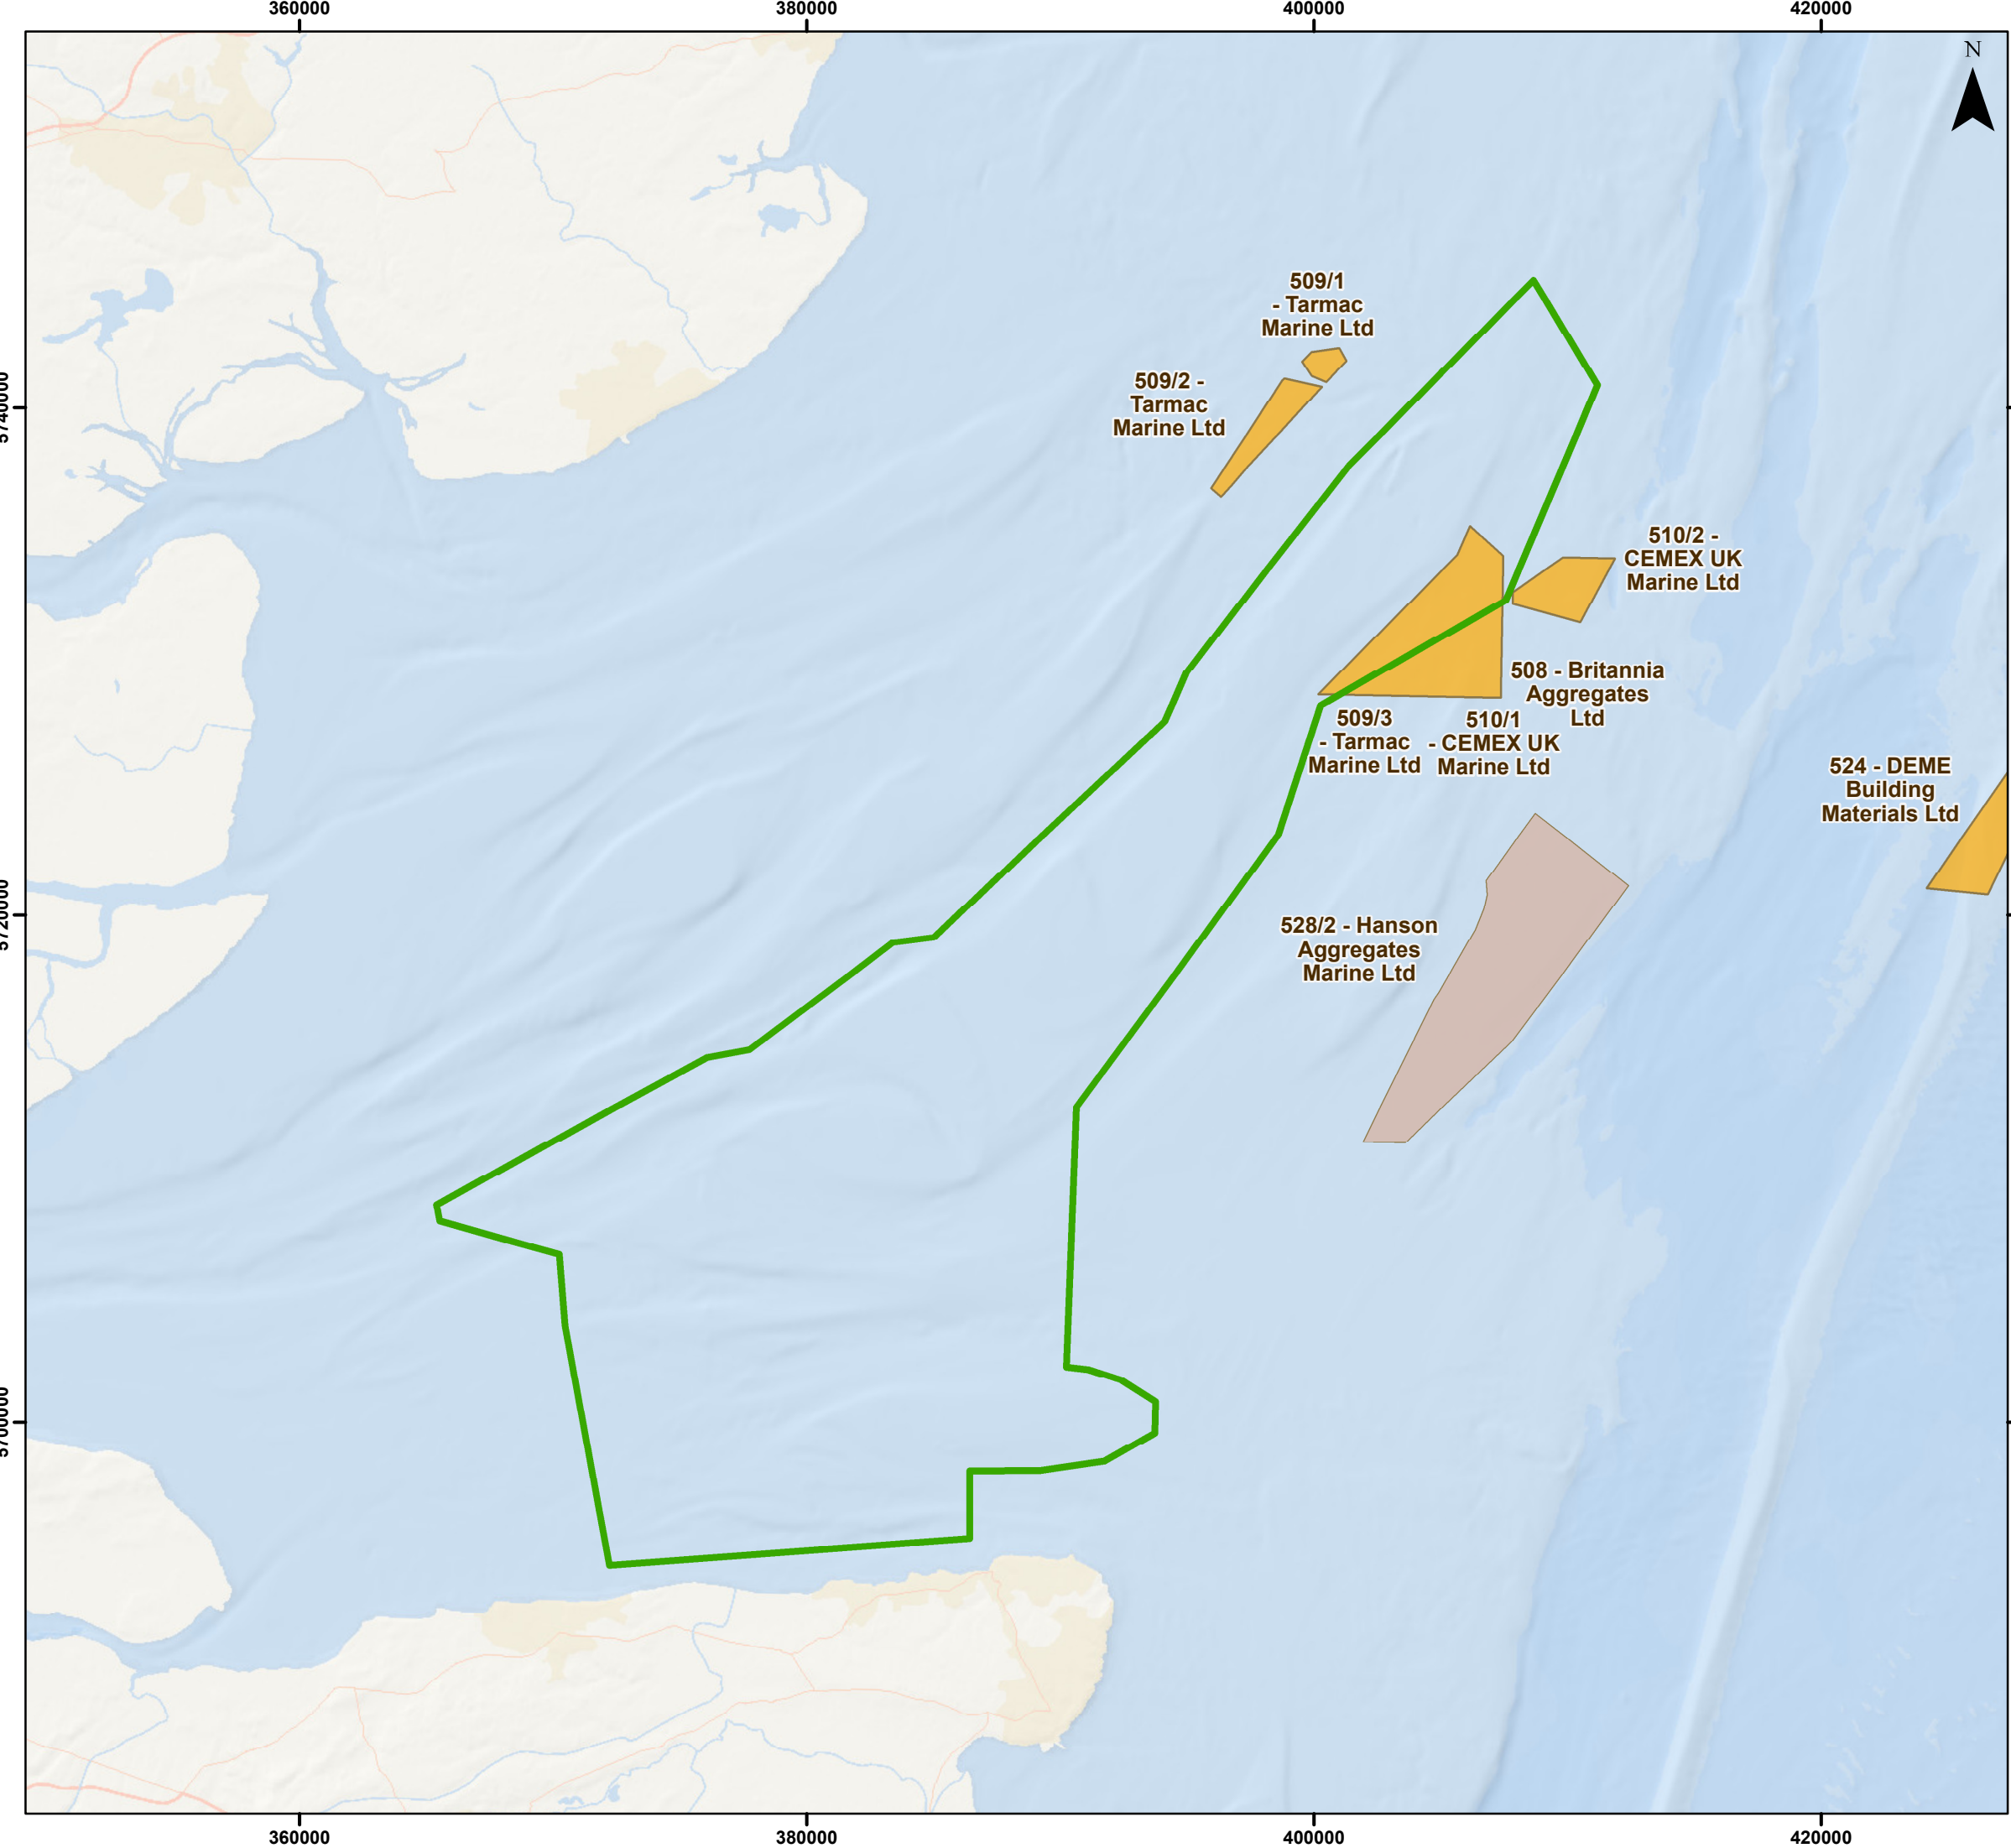 360000
380000
400000
420000
N
509/1
- Tarmac
Marine Ltd
509/2 -
Tarmac
Marine Ltd
510/2 -
CEMEX UK
Marine Ltd
508 - Britannia
Aggregates
Ltd
509/3
- Tarmac
Marine Ltd
510/1
- CEMEX UK
Marine Ltd
524 - DEME
Building
Materials Ltd
528/2 - Hanson
Aggregates
Marine Ltd
360000
380000
400000
420000